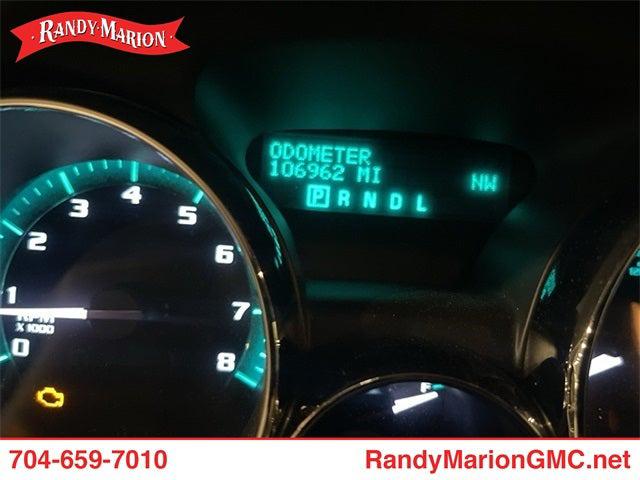 RANDY MARION
ODOMETER
106962 MI
NW
P R N D L
1
2
3
4
5
6
7
8
0
RPM
X 1000
F
704-659-7010
RandyMarionGMC.net